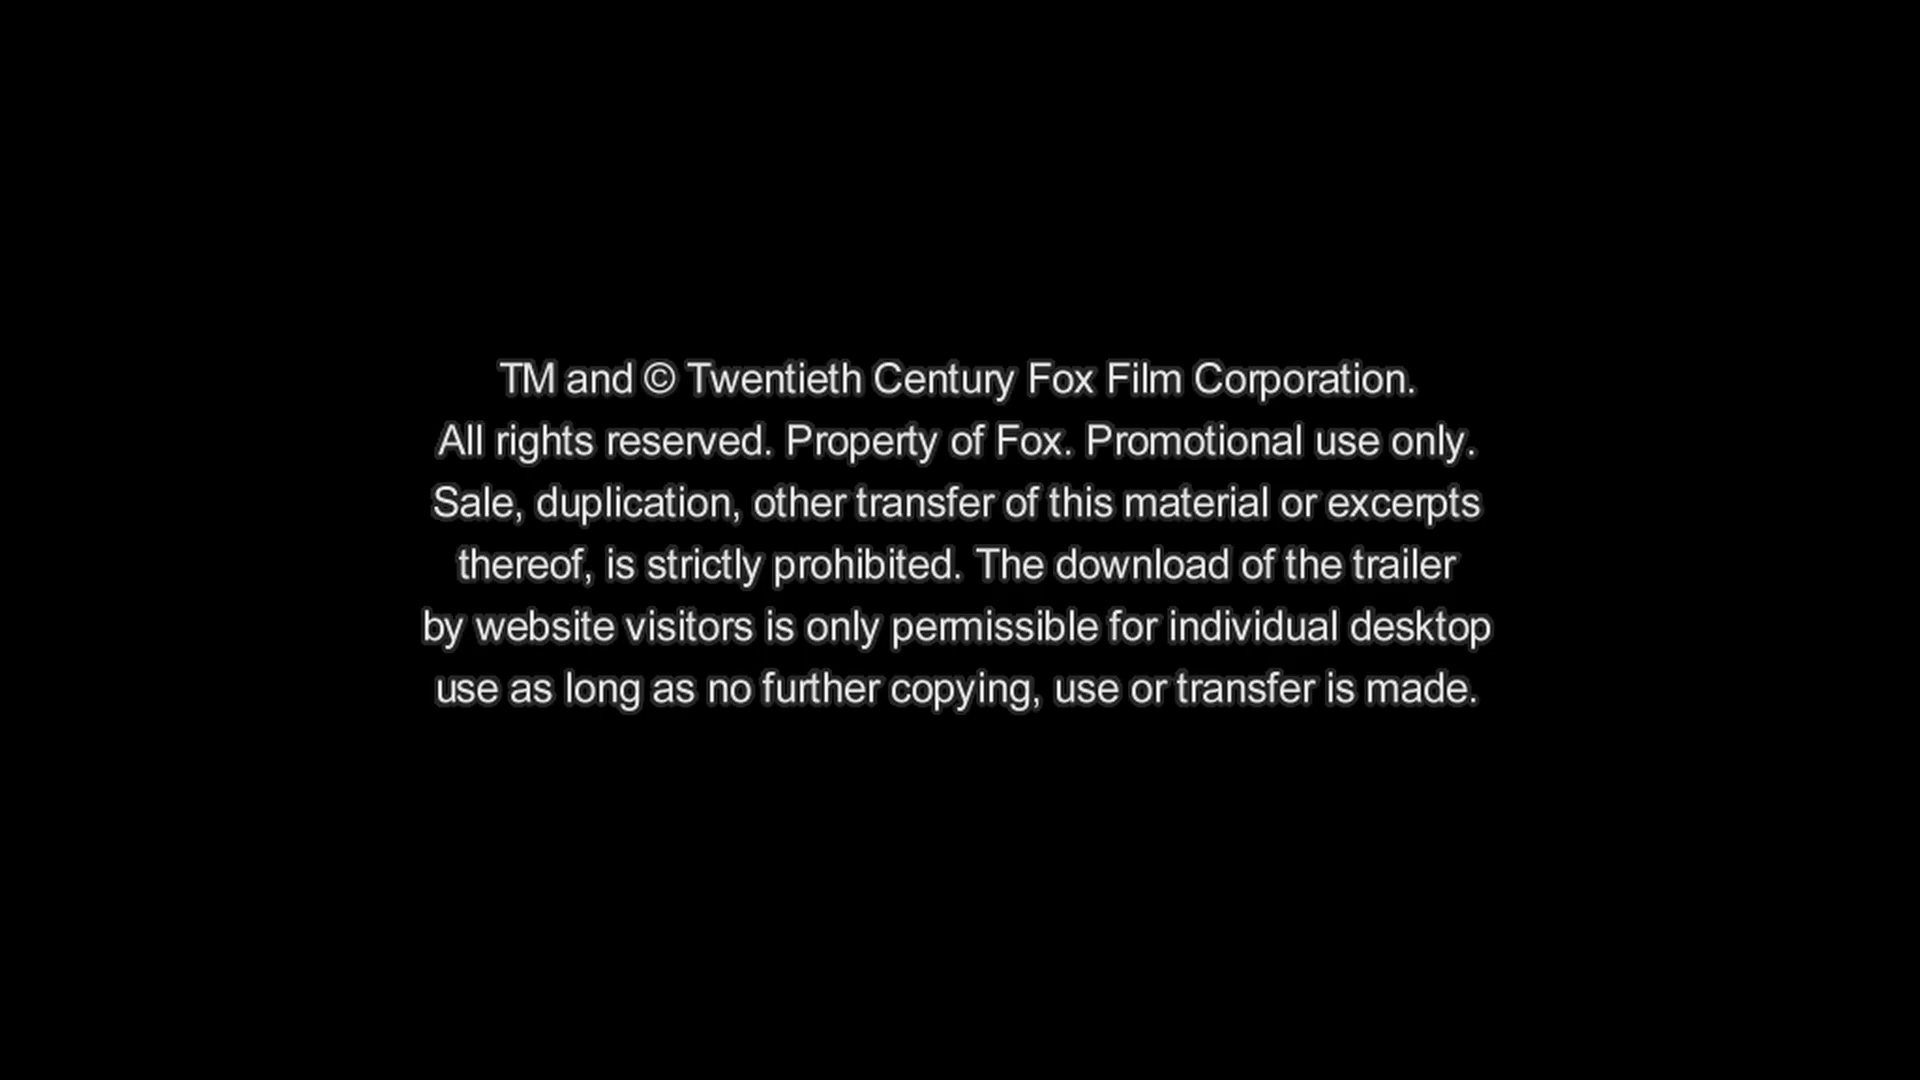 TM and © Twentieth Century Fox Film Corporation.
All rights reserved. Property of Fox. Promotional use only.
Sale, duplication, other transfer of this material or excerpts
thereof, is strictly prohibited. The download of the trailer
by website visitors is only permissible for individual desktop
use as long as no further copying, use or transfer is made.